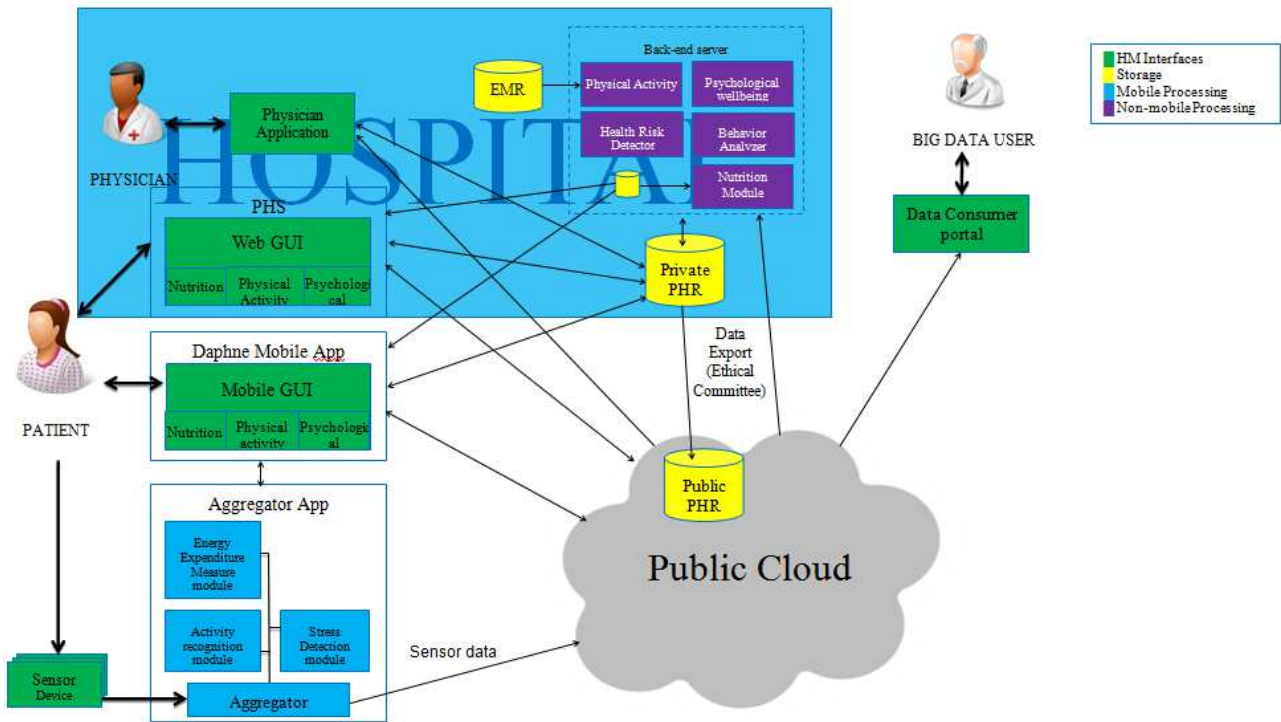 HOSPITAL
PHYSICIAN
Physician
Application
EMR
Back-end server
Physical Activity
Psychological
wellbeing
Health Risk
Detector
Behavior
Analyzer
Nutrition
Module
PHS
Web GUI
Nutrition
Physical
Activity
Psychologi
cal
Private
PHR
PATIENT
Daphne Mobile App
Mobile GUI
Nutrition
Physical
activity
Psychologi
cal
Aggregator App
Energy
Expenditure
Measure
module
Activity
recognition
module
Stress
Detection
module
Aggregator
Sensor
Device
Sensor data
Data
Export
(Ethical
Committee)
Public
PHR
Public Cloud
BIG DATA USER
Data Consumer
portal
HM Interfaces
Storage
Mobile Processing
Non-mobile Processing